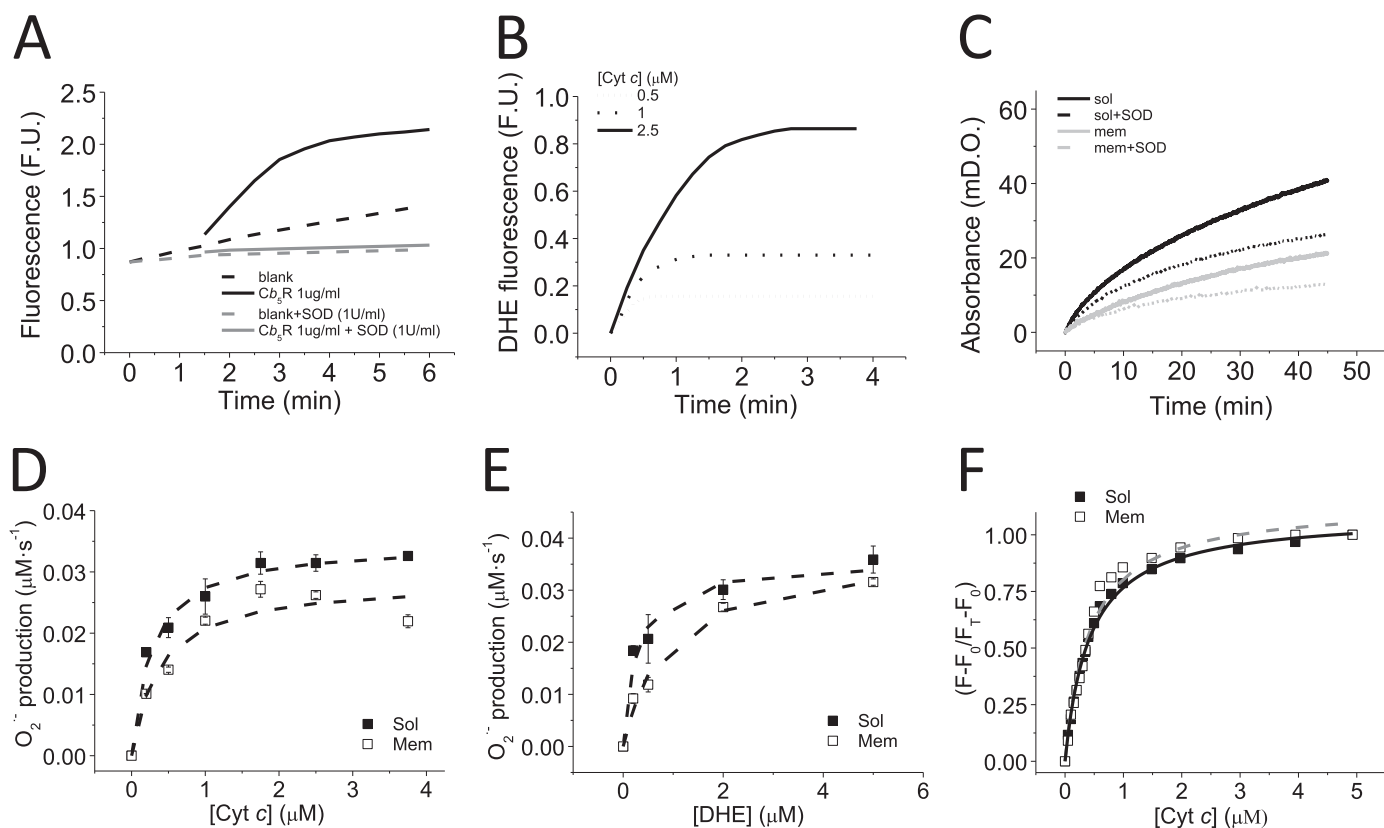 A
Fluorescence (F.U.)
2.5
2.0
1.5
1.0
0.5
0.0
blank
Cb₅R 1ug/ml
blank+SOD (1U/ml)
Cb₅R 1ug/ml + SOD (1U/ml)
0 1 2 3 4 5 6
Time (min)
B
DHE fluorescence (F.U.)
[Cyt c] (μM)
0.5
1
2.5
1.0
0.8
0.6
0.4
0.2
0.0
0 1 2 3 4
Time (min)
C
Absorbance (mD.O.)
60
40
20
0
sol
sol+SOD
mem
mem+SOD
0 10 20 30 40 50
Time (min)
D
O₂·⁻ production (μM·s⁻¹)
0.04
0.03
0.02
0.01
0.00
Sol
Mem
0 1 2 3 4
[Cyt c] (μM)
E
O₂·⁻ production (μM·s⁻¹)
0.04
0.03
0.02
0.01
0.00
Sol
Mem
0 2 4 6
[DHE] (μM)
F
(F-F₀/F_T-F₀)
Sol
Mem
1.00
0.75
0.50
0.25
0.00
0 1 2 3 4 5
[Cyt c] (μM)